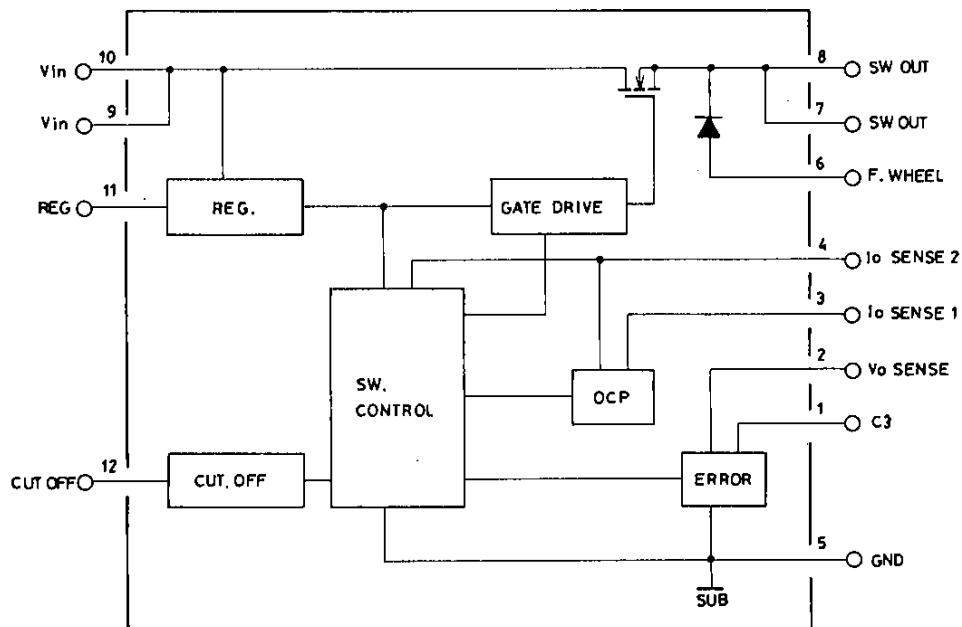 10
Vin
9
Vin
11
REG
REG.
GATE DRIVE
8
SW OUT
7
SW OUT
6
F. WHEEL
4
Io SENSE 2
3
Io SENSE 1
2
Vo SENSE
1
C3
SW.
CONTROL
OCP
ERROR
12
CUT OFF
CUT. OFF
5
GND
SUB